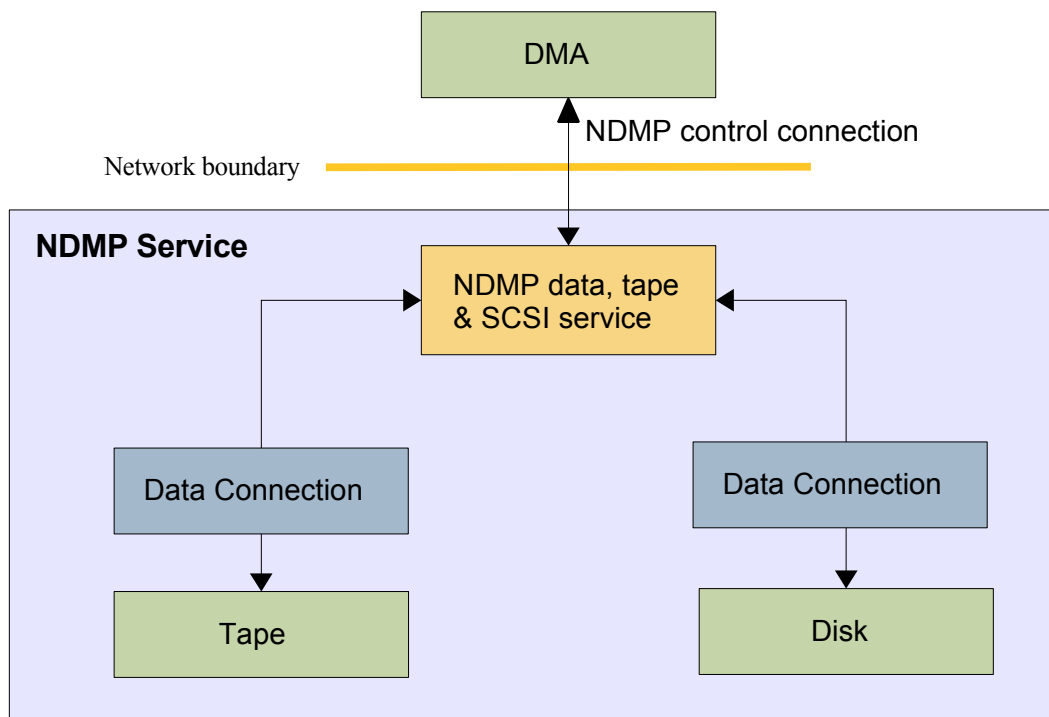 DMA
NDMP control connection
Network boundary
NDMP Service
NDMP data, tape
& SCSI service
Data Connection
Data Connection
Tape
Disk